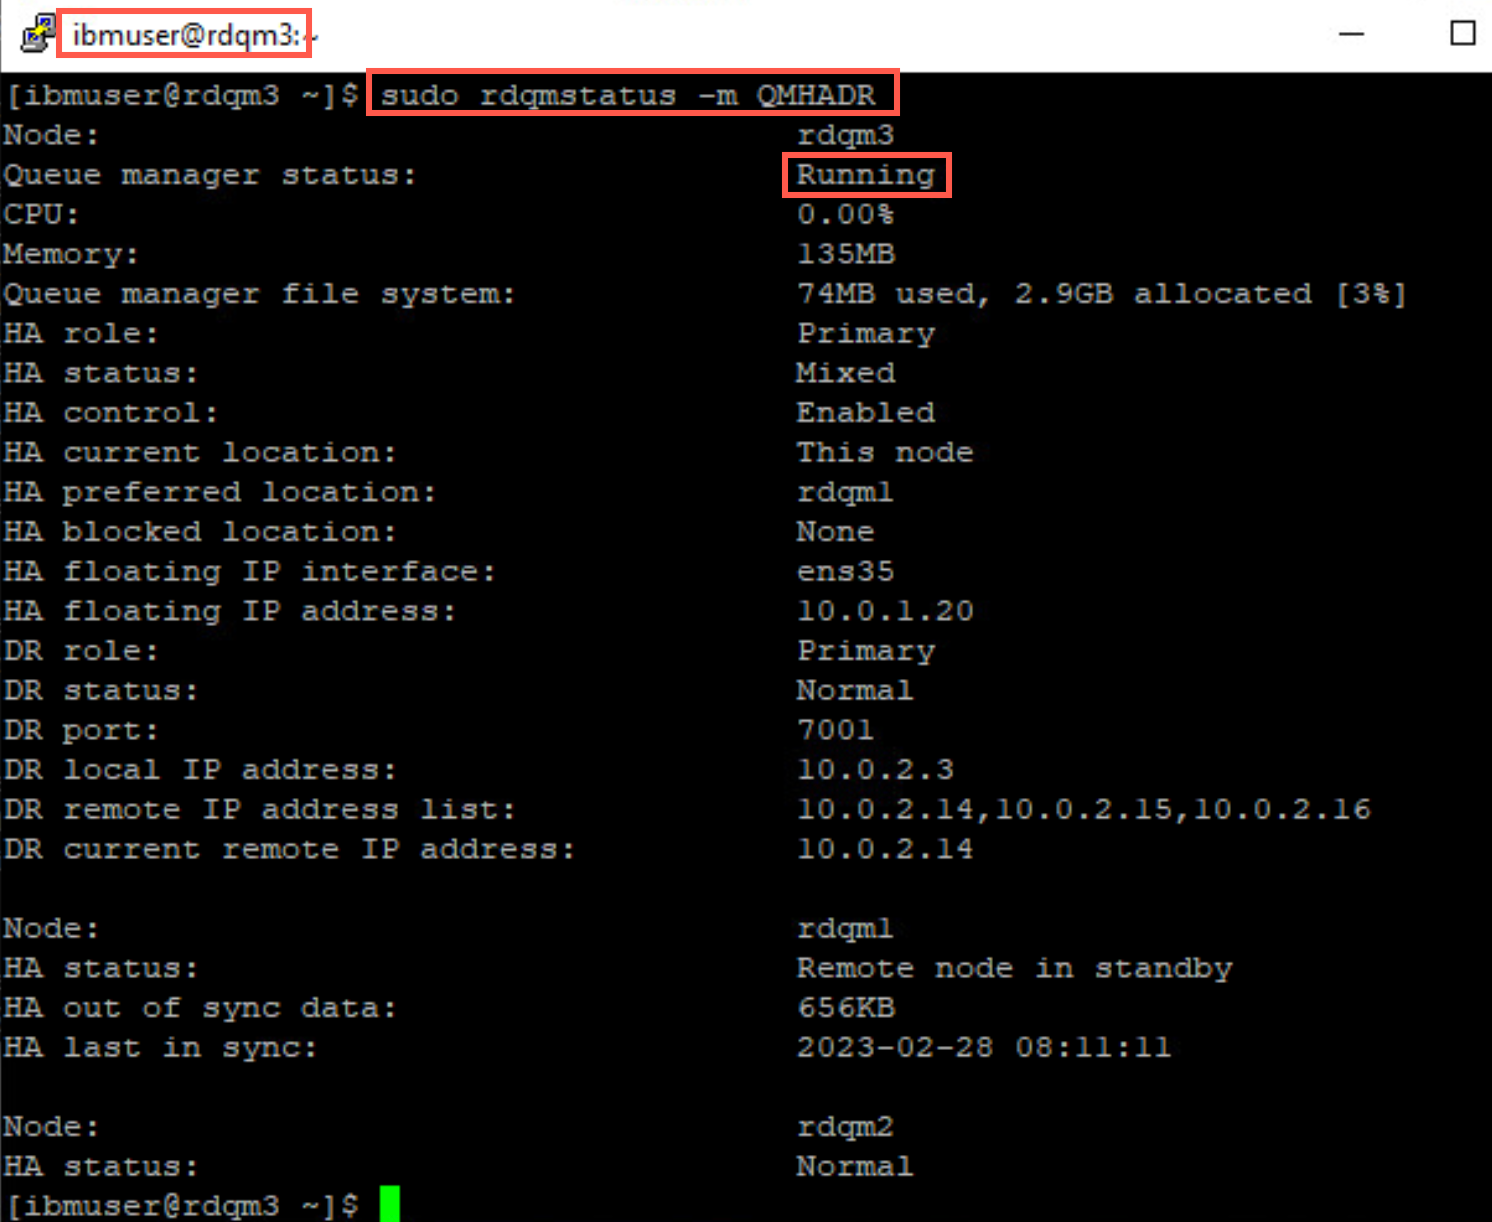 ibmuser@rdqm3:~
[ibmuser@rdqm3 ~]$ sudo rdqmstatus -m QMHADR
Node: rdqm3
Queue manager status: Running
CPU: 0.00%
Memory: 135MB
Queue manager file system: 74MB used, 2.9GB allocated [3%]
HA role: Primary
HA status: Mixed
HA control: Enabled
HA current location: This node
HA preferred location: rdqm1
HA blocked location: None
HA floating IP interface: ens35
HA floating IP address: 10.0.1.20
DR role: Primary
DR status: Normal
DR port: 7001
DR local IP address: 10.0.2.3
DR remote IP address list: 10.0.2.14,10.0.2.15,10.0.2.16
DR current remote IP address: 10.0.2.14
Node: rdqm1
HA status: Remote node in standby
HA out of sync data: 656KB
HA last in sync: 2023-02-28 08:11:11
Node: rdqm2
HA status: Normal
[ibmuser@rdqm3 ~]$